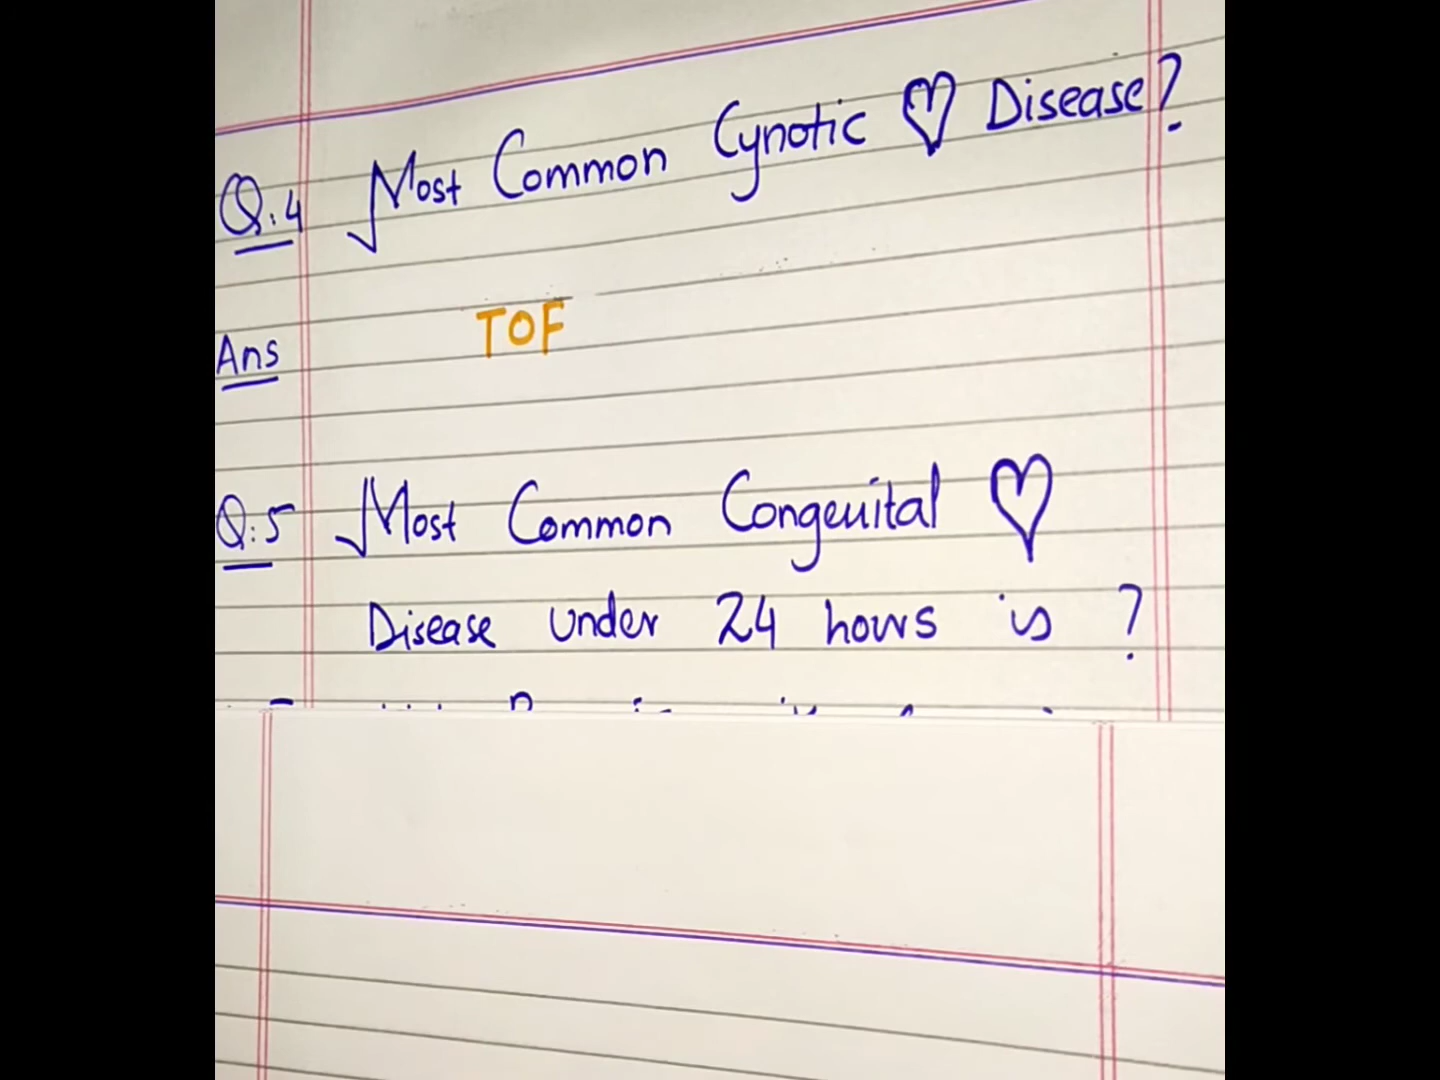 Q:4 Most Common Cynotic ♡ Disease?
Ans TOF
Q:5 Most Common Congenital ♡
Disease under 24 hours is ?